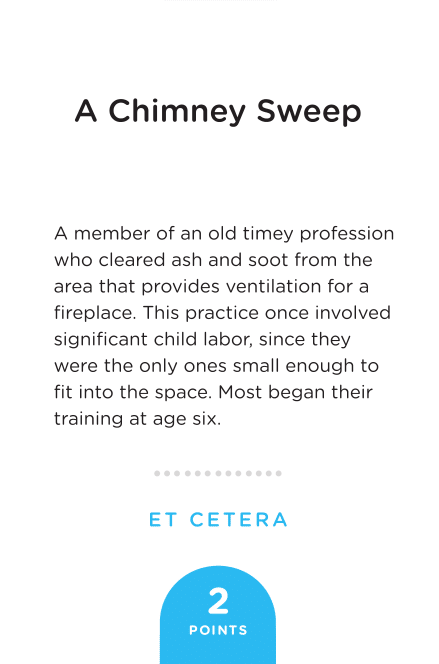 A Chimney Sweep
A member of an old timey profession
who cleared ash and soot from the
area that provides ventilation for a
fireplace. This practice once involved
significant child labor, since they
were the only ones small enough to
fit into the space. Most began their
training at age six.
ET CETERA
2
POINTS